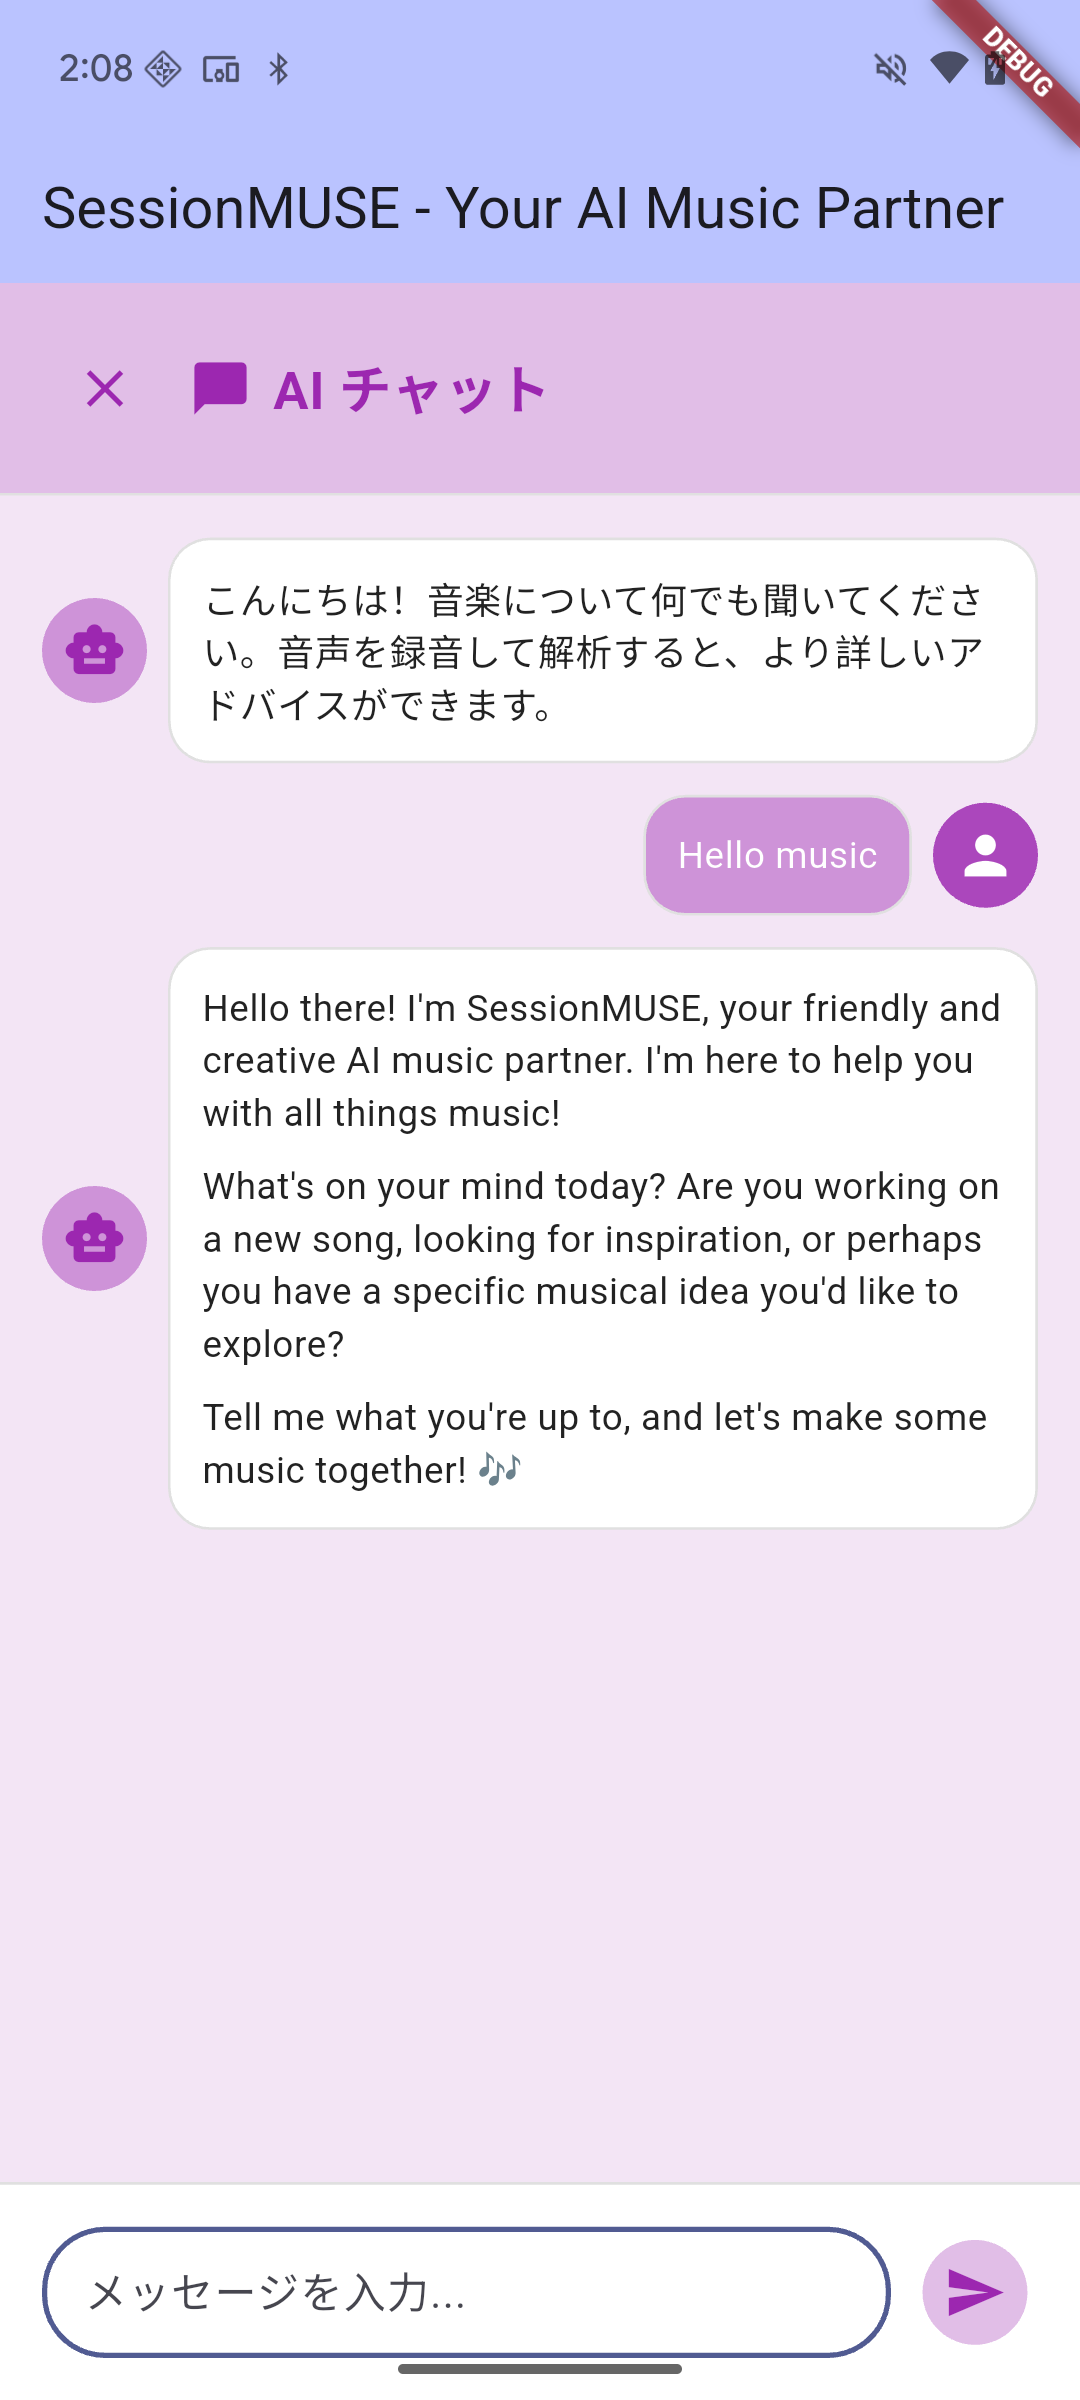 2:08
DEBUG
SessionMUSE - Your AI Music Partner
AI チャット
こんにちは！音楽について何でも聞いてくださ
い。音声を録音して解析すると、より詳しいア
ドバイスができます。
Hello music
Hello there! I'm SessionMUSE, your friendly and
creative AI music partner. I'm here to help you
with all things music!
What's on your mind today? Are you working on
a new song, looking for inspiration, or perhaps
you have a specific musical idea you'd like to
explore?
Tell me what you're up to, and let's make some
music together! 🎶
メッセージを入力...